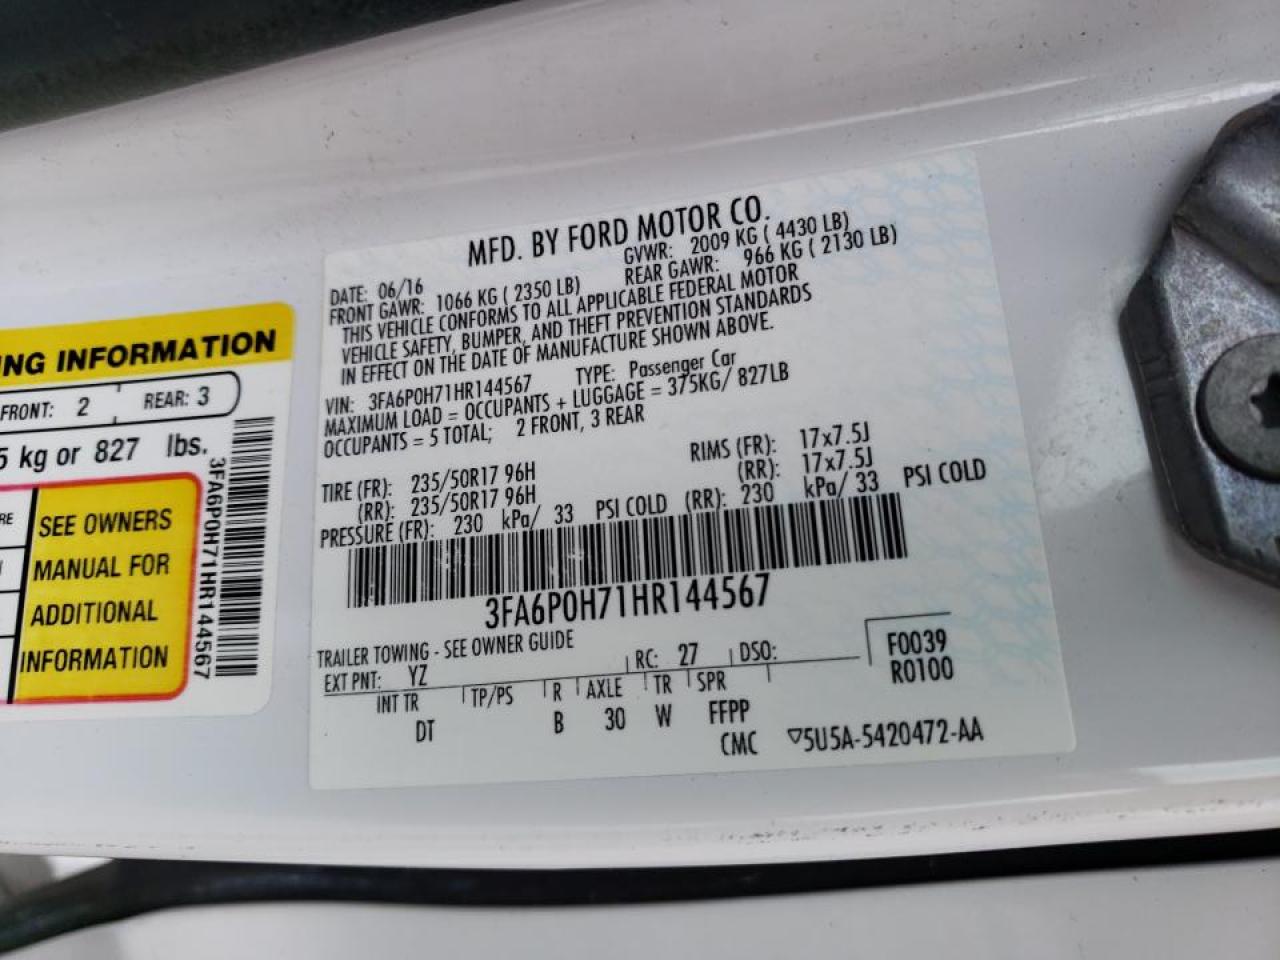 MFD. BY FORD MOTOR CO.
DATE: 06/16 GVWR: 2009 KG ( 4430 LB)
FRONT GAWR: 1066 KG ( 2350 LB) REAR GAWR: 966 KG ( 2130 LB)
THIS VEHICLE CONFORMS TO ALL APPLICABLE FEDERAL MOTOR
VEHICLE SAFETY, BUMPER, AND THEFT PREVENTION STANDARDS
IN EFFECT ON THE DATE OF MANUFACTURE SHOWN ABOVE.
VIN: 3FA6P0H71HR144567 TYPE: Passenger Car
MAXIMUM LOAD = OCCUPANTS + LUGGAGE = 375KG/ 827LB
OCCUPANTS = 5 TOTAL; 2 FRONT, 3 REAR
TIRE (FR): 235/50R17 96H RIMS (FR): 17x7.5J
(RR): 235/50R17 96H (RR): 17x7.5J
PRESSURE (FR): 230 kPa/ 33 PSI COLD (RR): 230 kPa/ 33 PSI COLD
3FA6P0H71HR144567
TRAILER TOWING - SEE OWNER GUIDE
EXT PNT: YZ RC: 27 DSO: F0039
R0100
INT TR TP/PS R AXLE TR SPR
DT B 30 W FFPP
CMC ▽5U5A-5420472-AA
NG INFORMATION
FRONT: 2 REAR: 3
5 kg or 827 lbs.
RE
SEE OWNERS
MANUAL FOR
ADDITIONAL
INFORMATION
3FA6P0H71HR144567